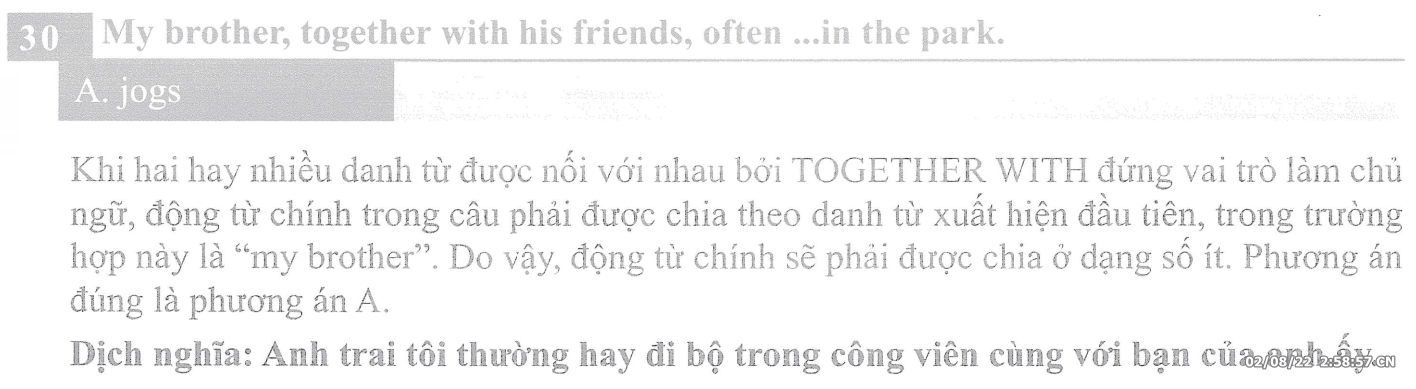 30 My brother, together with his friends, often ...in the park.
A. jogs
Khi hai hay nhiều danh từ được nối với nhau bởi TOGETHER WITH đứng vai trò làm chủ
ngữ, động từ chính trong câu phải được chia theo danh từ xuất hiện đầu tiên, trong trường
hợp này là “my brother”. Do vậy, động từ chính sẽ phải được chia ở dạng số ít. Phương án
đúng là phương án A.
Dịch nghĩa: Anh trai tôi thường hay đi bộ trong công viên cùng với bạn của anh ấy.
02/08/22 2:58:57 CN